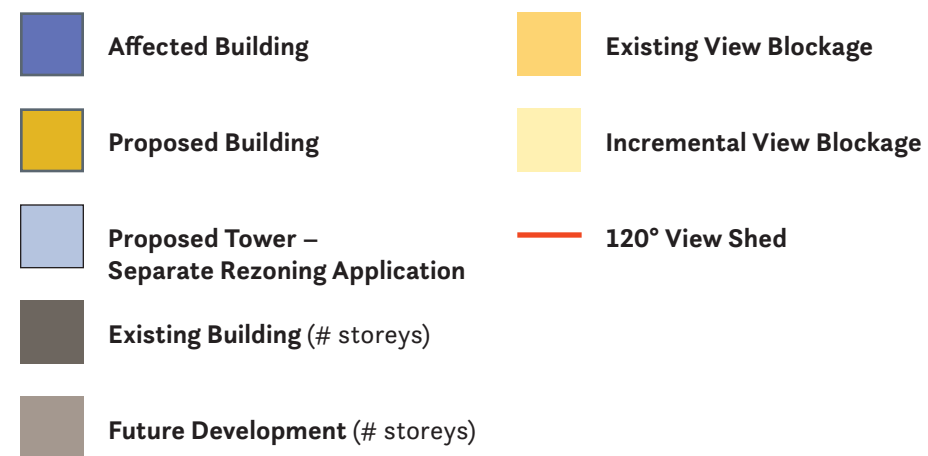 Affected Building
Proposed Building
Proposed Tower –
Separate Rezoning Application
Existing Building (# storeys)
Future Development (# storeys)
Existing View Blockage
Incremental View Blockage
120° View Shed